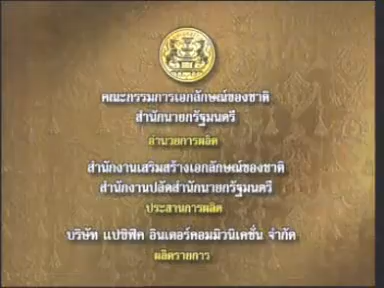 คณะกรรมการเอกลักษณ์ของชาติ
สำนักนายกรัฐมนตรี
อำนวยการผลิต
สำนักงานเสริมสร้างเอกลักษณ์ของชาติ
สำนักงานปลัดสำนักนายกรัฐมนตรี
ประสานการผลิต
บริษัท แปซิฟิค อินเตอร์คอมมิวนิเคชั่น จำกัด
ผลิตรายการ